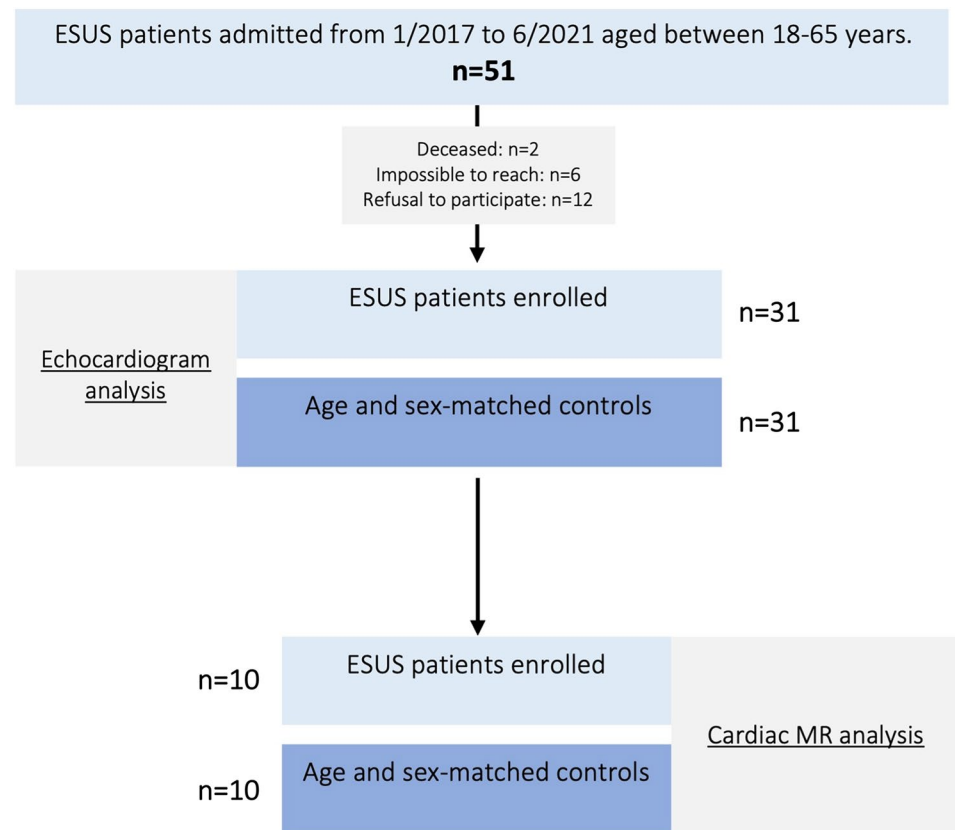 ESUS patients admitted from 1/2017 to 6/2021 aged between 18-65 years.
n=51
Deceased: n=2
Impossible to reach: n=6
Refusal to participate: n=12
Echocardiogram
analysis
ESUS patients enrolled
n=31
Age and sex-matched controls
n=31
n=10
ESUS patients enrolled
n=10
Age and sex-matched controls
Cardiac MR analysis